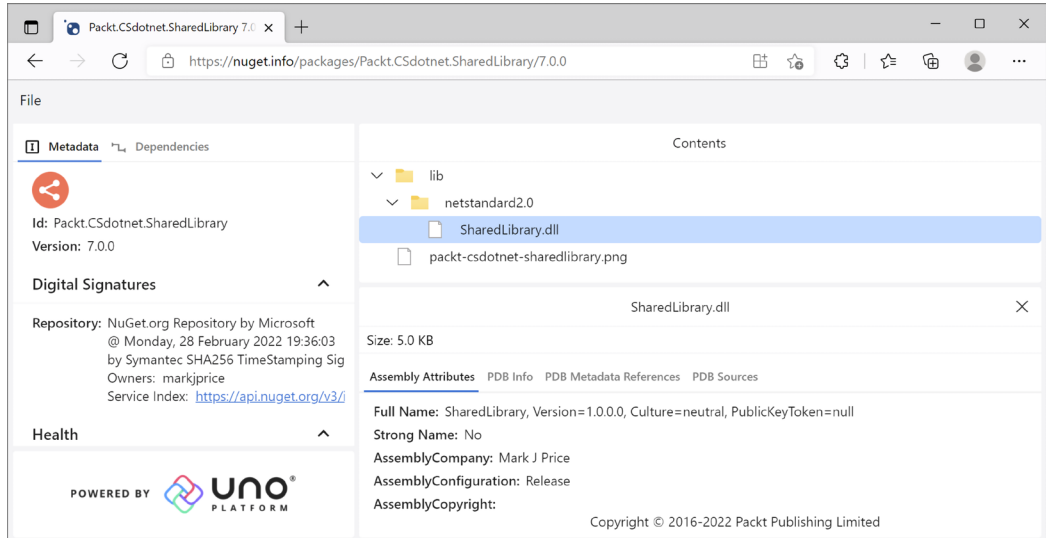 Packt.CSdotnet.SharedLibrary 7.0
https://nuget.info/packages/Packt.CSdotnet.SharedLibrary/7.0.0
File
Metadata
Dependencies
Id: Packt.CSdotnet.SharedLibrary
Version: 7.0.0
Digital Signatures
Repository: NuGet.org Repository by Microsoft
@ Monday, 28 February 2022 19:36:03
by Symantec SHA256 TimeStamping Sig
Owners: markjprice
Service Index: https://api.nuget.org/v3/i
Health
POWERED BY UNO PLATFORM
Contents
lib
netstandard2.0
SharedLibrary.dll
packt-csdotnet-sharedlibrary.png
SharedLibrary.dll
Size: 5.0 KB
Assembly Attributes PDB Info PDB Metadata References PDB Sources
Full Name: SharedLibrary, Version=1.0.0.0, Culture=neutral, PublicKeyToken=null
Strong Name: No
AssemblyCompany: Mark J Price
AssemblyConfiguration: Release
AssemblyCopyright:
Copyright © 2016-2022 Packt Publishing Limited